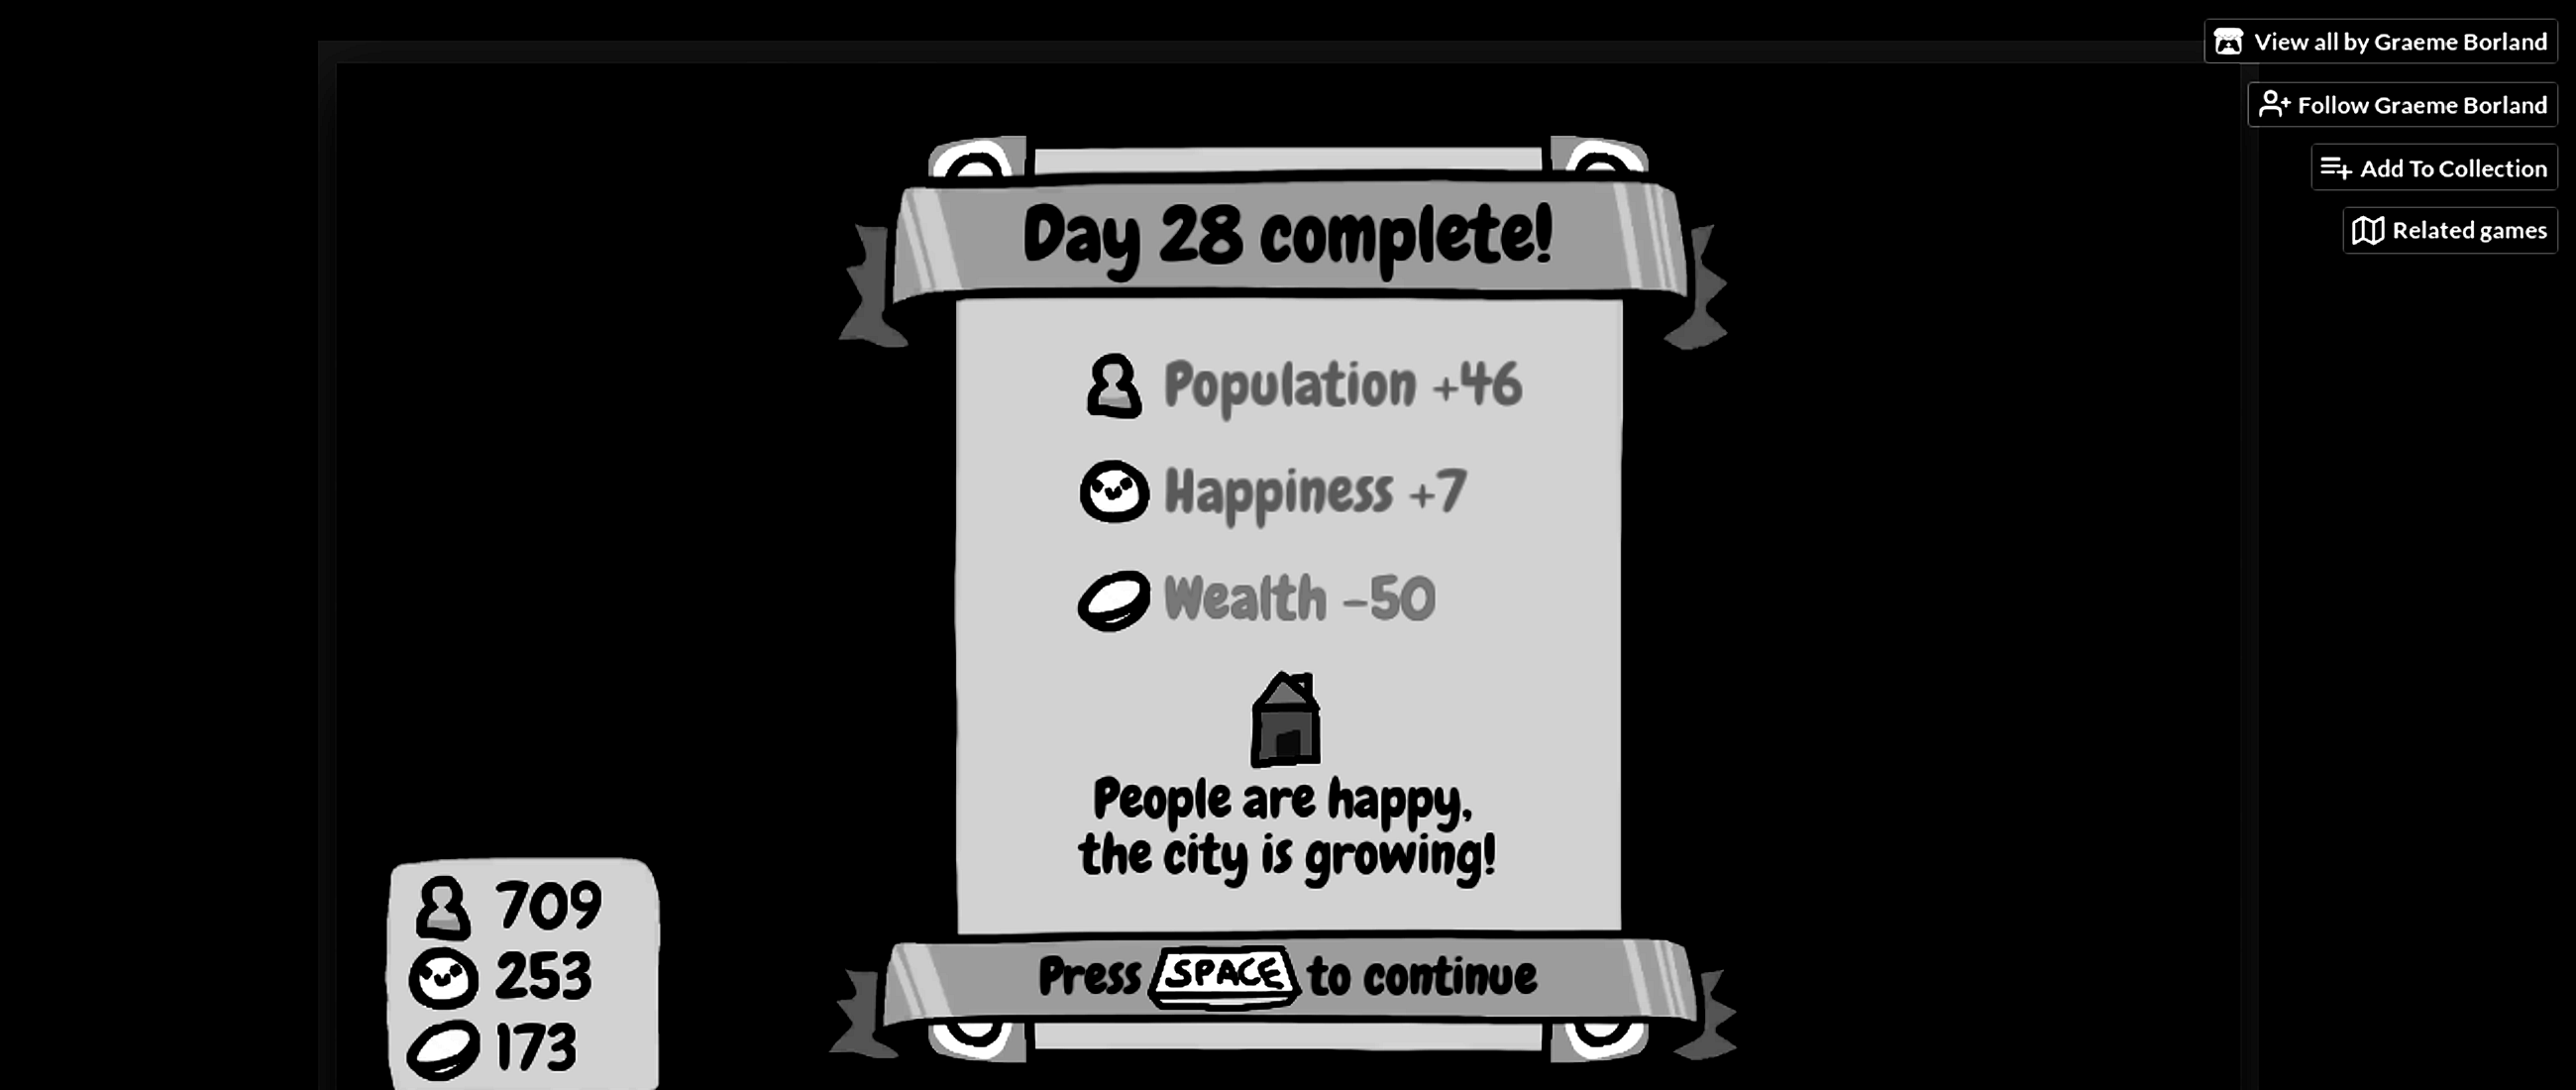 View all by Graeme Borland
Follow Graeme Borland
Add To Collection
Related games
Day 28 complete!
Population +46
Happiness +7
Wealth -50
People are happy,
the city is growing!
Press SPACE to continue
709
253
173